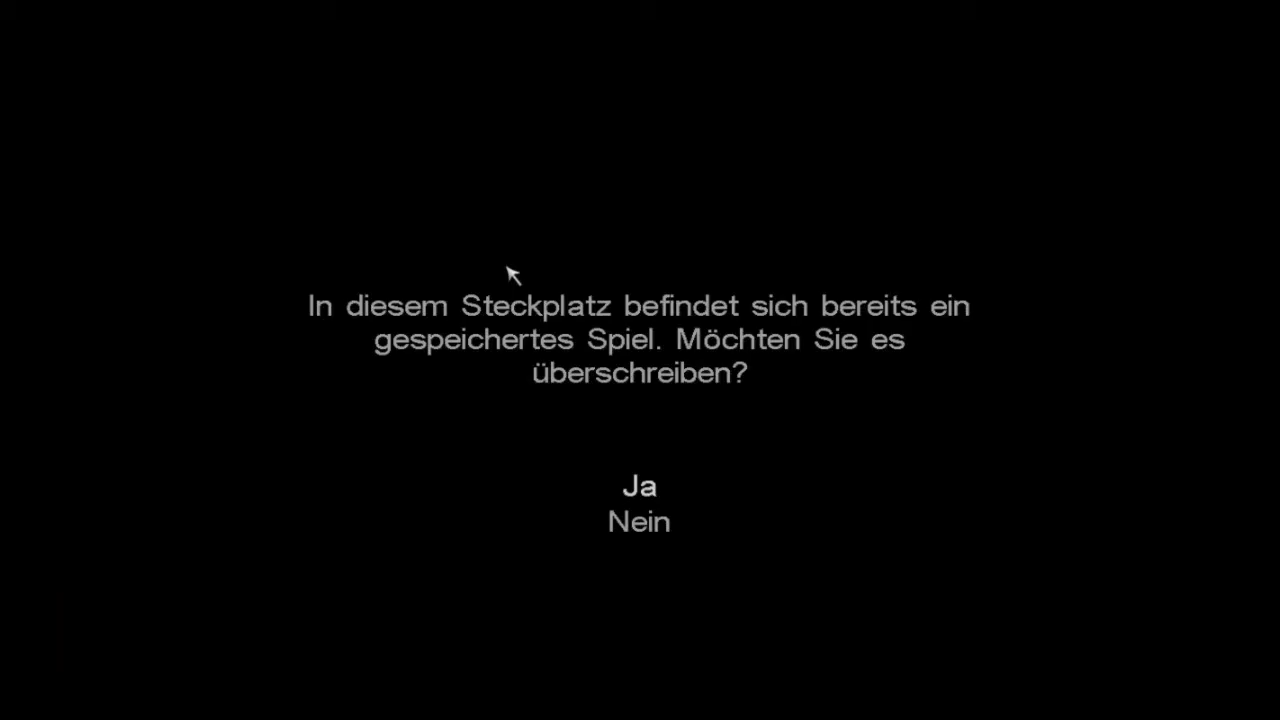 In diesem Steckplatz befindet sich bereits ein
gespeichertes Spiel. Möchten Sie es
überschreiben?
Ja
Nein